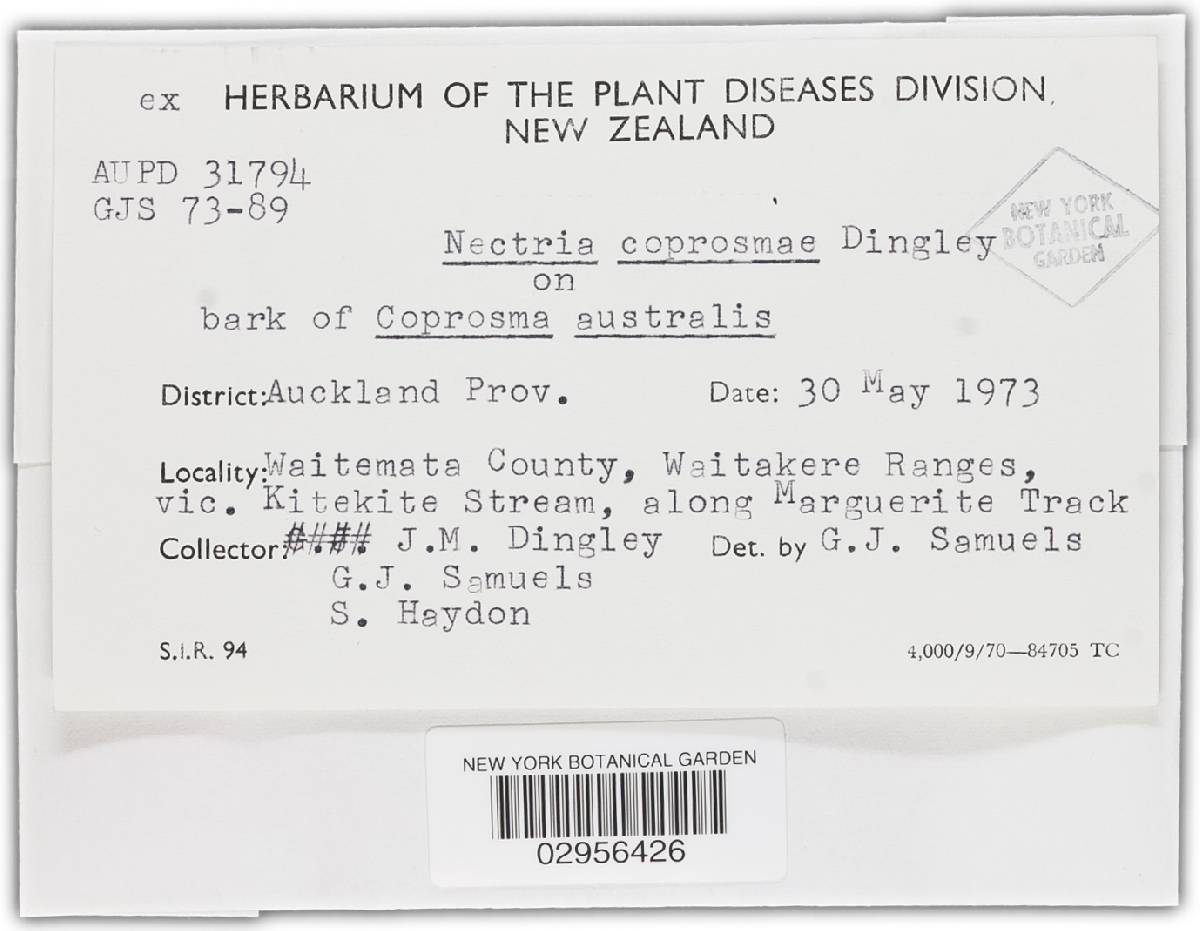 ex HERBARIUM OF THE PLANT DISEASES DIVISION,
NEW ZEALAND
AUPD 31794
GJS 73-89
NEW YORK
BOTANICAL
GARDEN
Nectria coprosmae Dingley
on
bark of Coprosma australis
District: Auckland Prov. Date: 30 May 1973
Locality: Waitemata County, Waitakere Ranges,
vic. Kitekite Stream, along Marguerite Track
Collector: #### J.M. Dingley Det. by G.J. Samuels
G.J. Samuels
S. Haydon
S.I.R. 94 4,000/9/70—84705 TC
NEW YORK BOTANICAL GARDEN
02956426